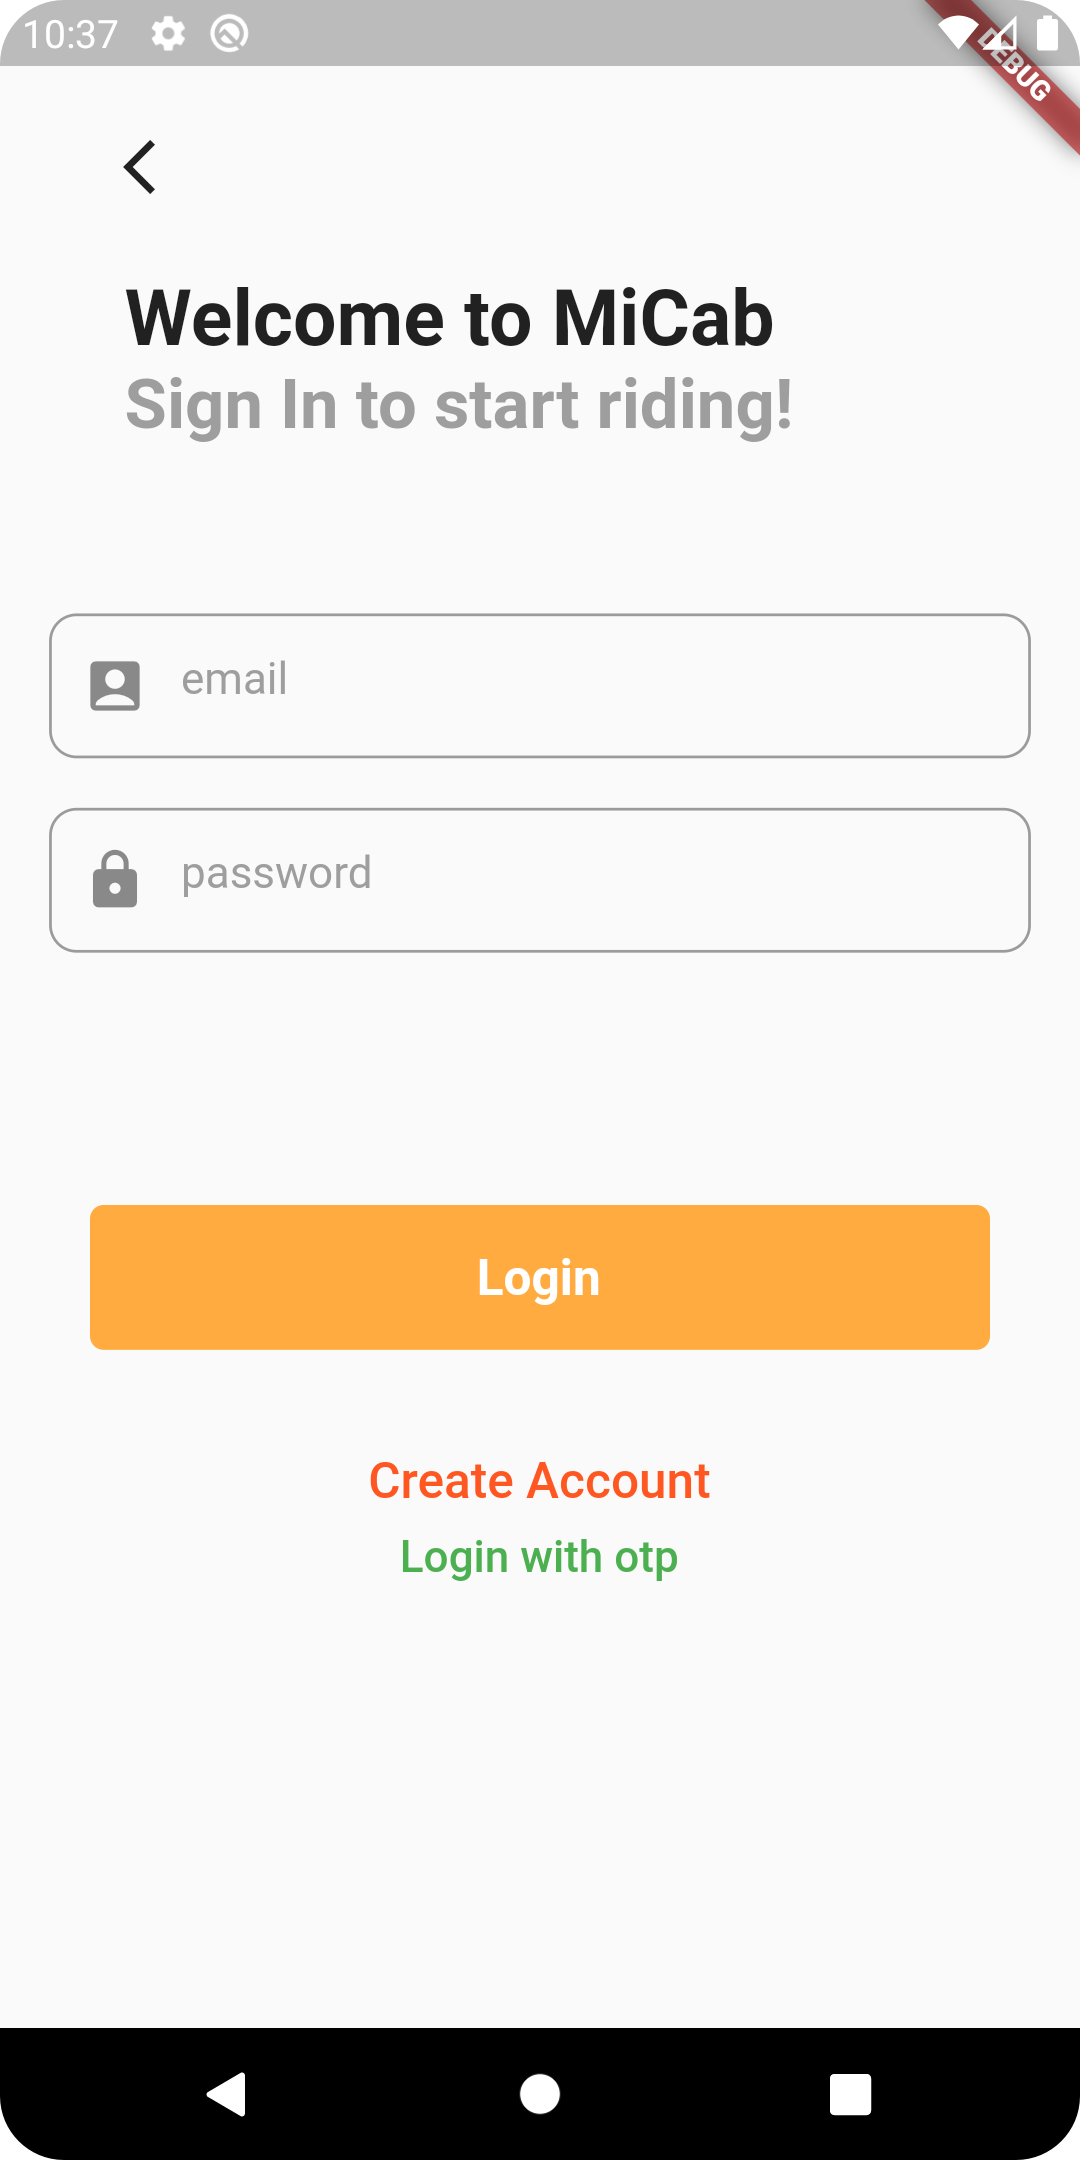 10:37
DEBUG
Welcome to MiCab
Sign In to start riding!
email
password
Login
Create Account
Login with otp